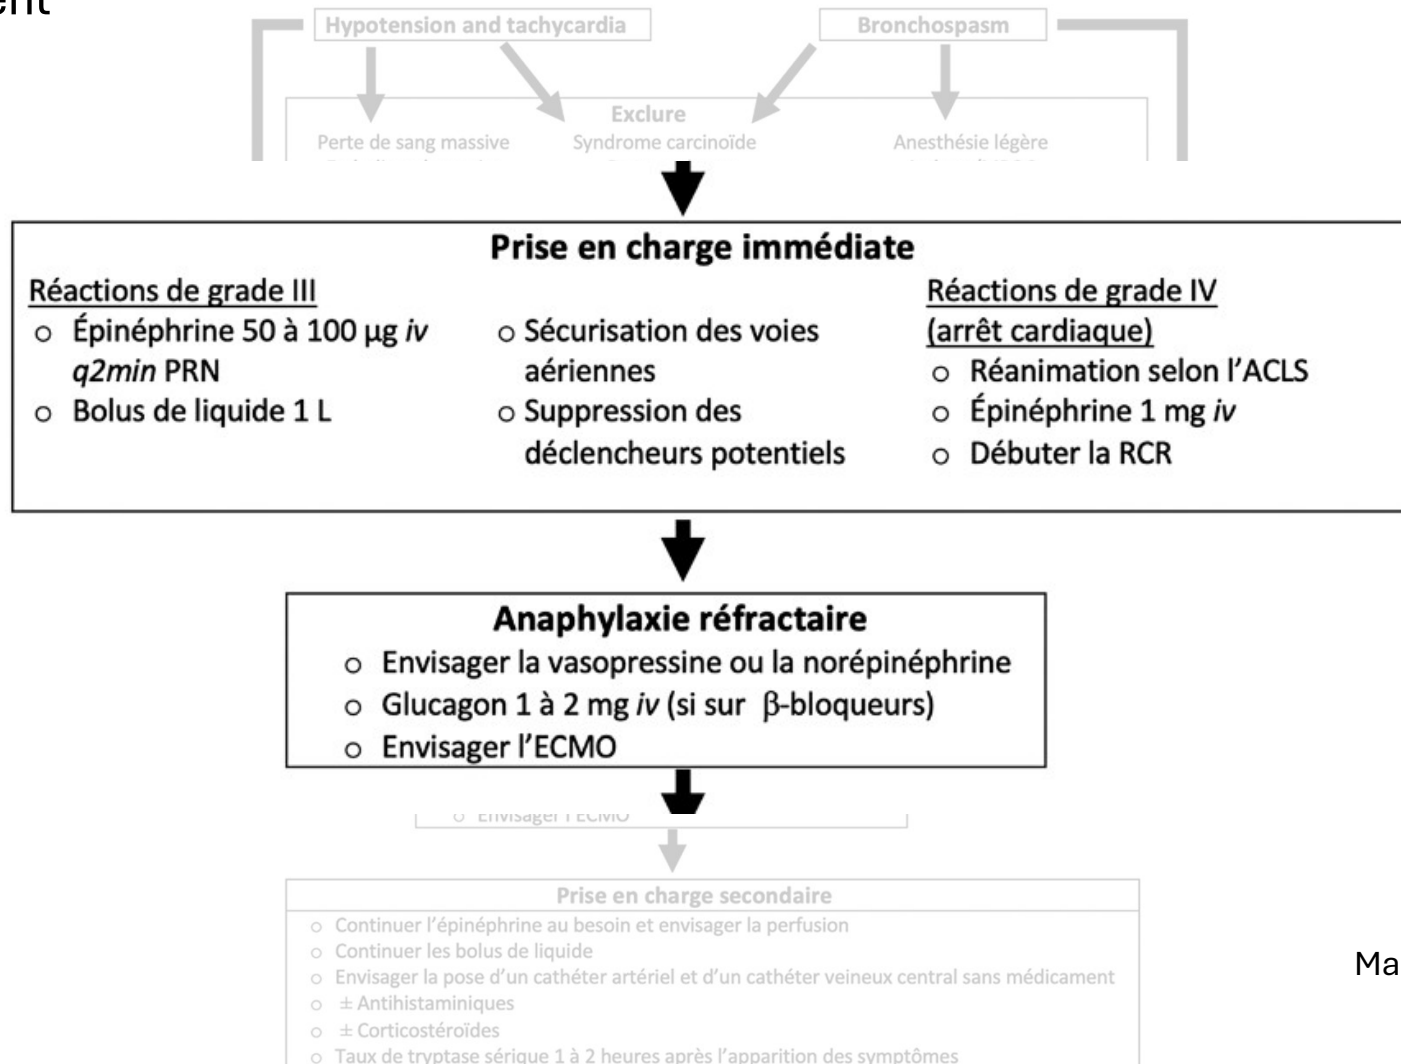 ent
Hypotension and tachycardia
Bronchospasm
Exclure
Perte de sang massive
Syndrome carcinoïde
Anesthésie légère
Prise en charge immédiate
Réactions de grade III
o Épinéphrine 50 à 100 µg iv
q2min PRN
o Bolus de liquide 1 L
o Sécurisation des voies
aériennes
o Suppression des
déclencheurs potentiels
Réactions de grade IV
(arrêt cardiaque)
o Réanimation selon l’ACLS
o Épinéphrine 1 mg iv
o Débuter la RCR
Anaphylaxie réfractaire
o Envisager la vasopressine ou la norépinéphrine
o Glucagon 1 à 2 mg iv (si sur β-bloqueurs)
o Envisager l’ECMO
o Envisager l’ECMO
Prise en charge secondaire
o Continuer l’épinéphrine au besoin et envisager la perfusion
o Continuer les bolus de liquide
o Envisager la pose d’un cathéter artériel et d’un cathéter veineux central sans médicament
o ± Antihistaminiques
o ± Corticostéroïdes
o Taux de tryptase sérique 1 à 2 heures après l’apparition des symptômes
Ma